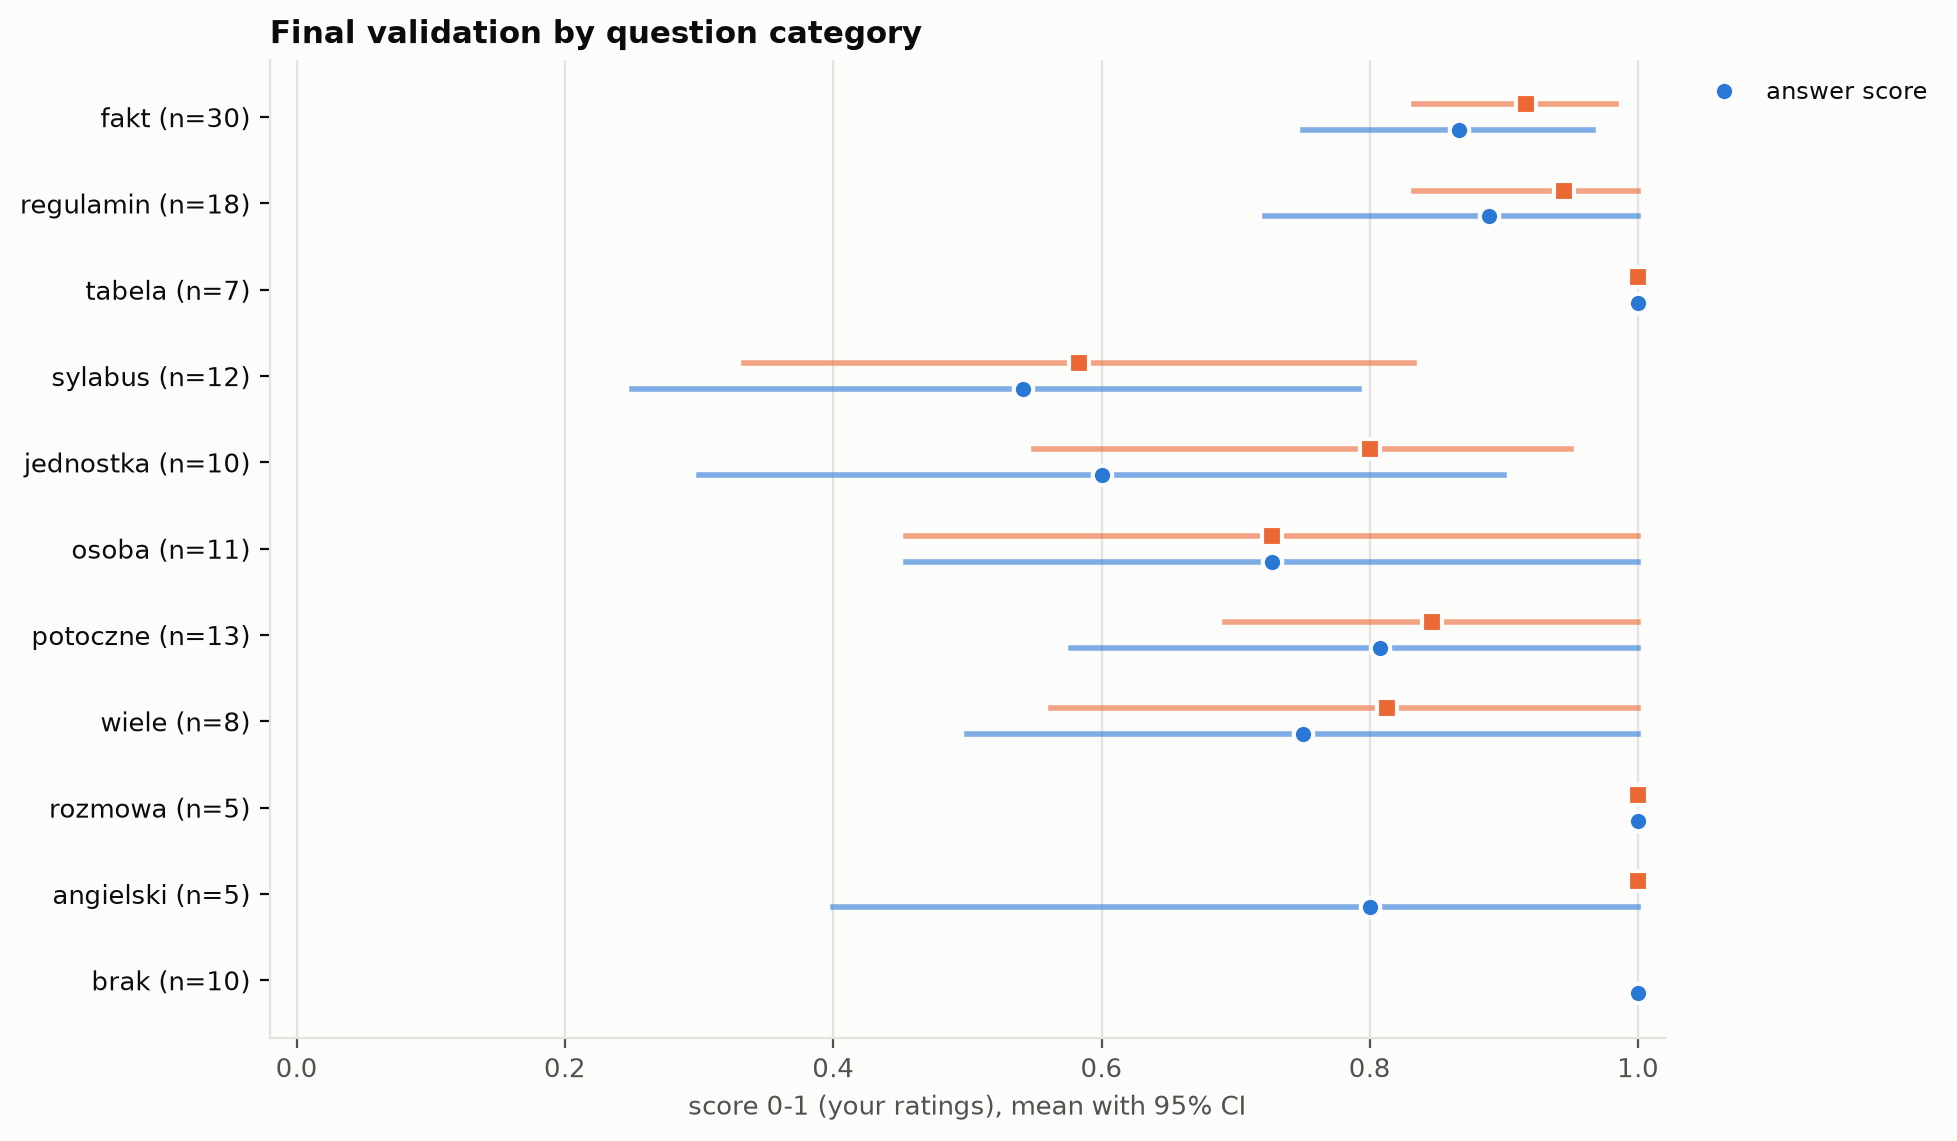 Final validation by question category
answer score
fakt (n=30)
regulamin (n=18)
tabela (n=7)
sylabus (n=12)
jednostka (n=10)
osoba (n=11)
potoczne (n=13)
wiele (n=8)
rozmowa (n=5)
angielski (n=5)
brak (n=10)
0.0 0.2 0.4 0.6 0.8 1.0
score 0-1 (your ratings), mean with 95% CI